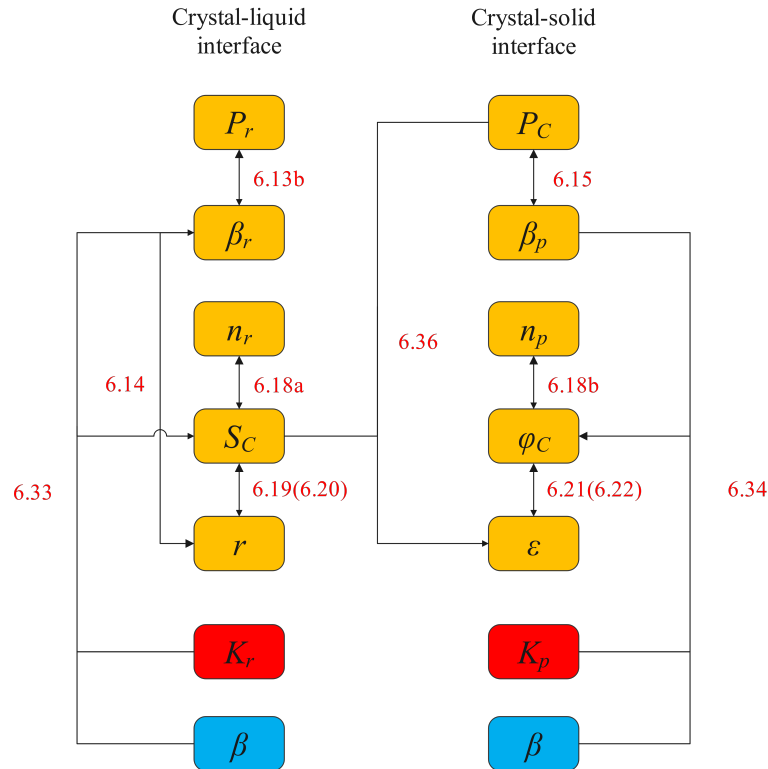 Crystal-liquid
interface
Crystal-solid
interface
P_r
P_C
6.13b
6.15
β_r
β_p
n_r
n_p
6.36
6.14
6.18a
6.18b
S_C
φ_C
6.33
6.19(6.20)
6.21(6.22)
6.34
r
ε
K_r
K_p
β
β